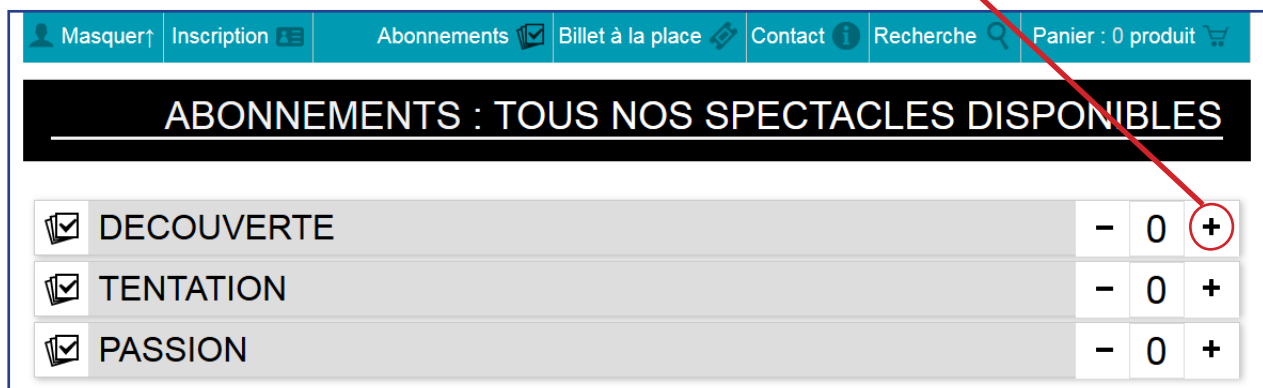 Masquer↑ Inscription Abonnements Billet à la place Contact Recherche Panier : 0 produit
ABONNEMENTS : TOUS NOS SPECTACLES DISPONIBLES
DECOUVERTE - 0 +
TENTATION - 0 +
PASSION - 0 +